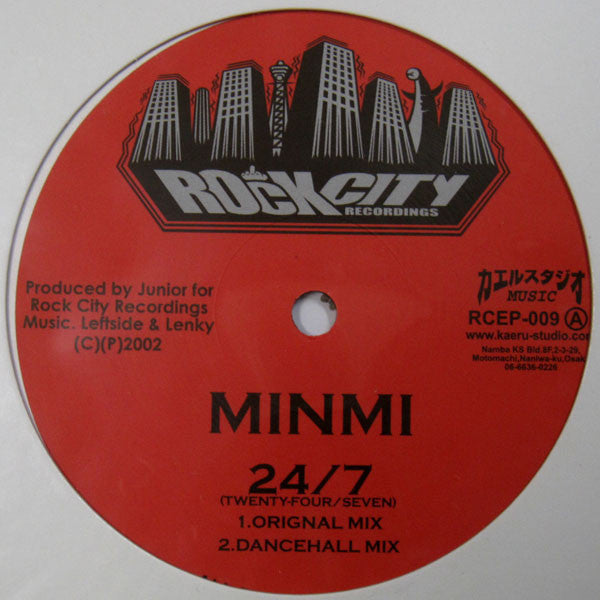 ROCK CITY
RECORDINGS
Produced by Junior for
Rock City Recordings
Music. Leftside & Lenky
(C)(P)2002
カエルスタジオ
MUSIC
RCEP-009 A
www.kaeru-studio.com
Namba KS Bld.8F,2-3-29,
Motomachi,Naniwa-ku,Osak
06-6636-0226
MINMI
24/7
(TWENTY-FOUR/SEVEN)
1.ORIGNAL MIX
2.DANCEHALL MIX